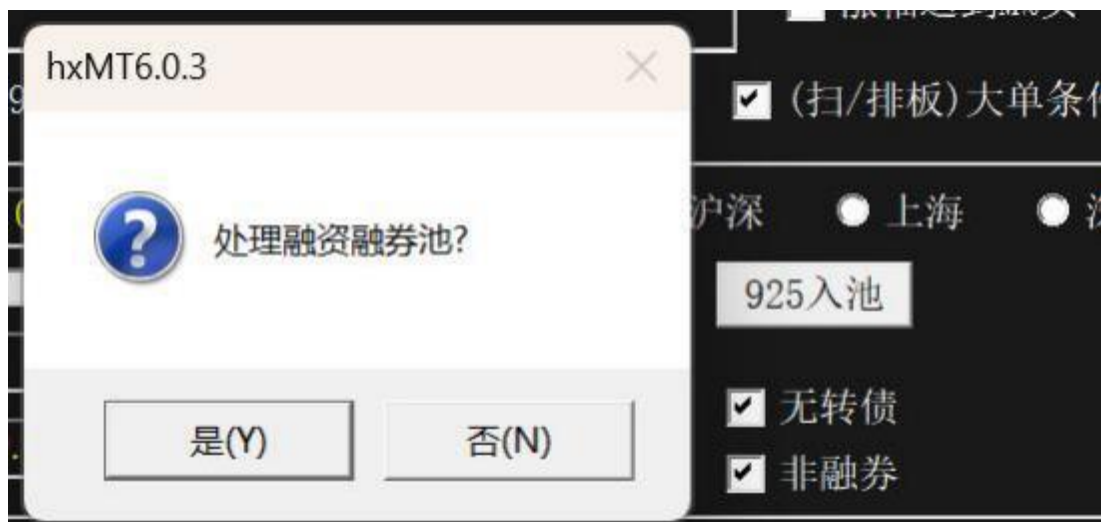 hxMT6.0.3
(扫/排板)大单条件
处理融资融券池?
沪深
上海
925入池
无转债
是(Y)
否(N)
非融券